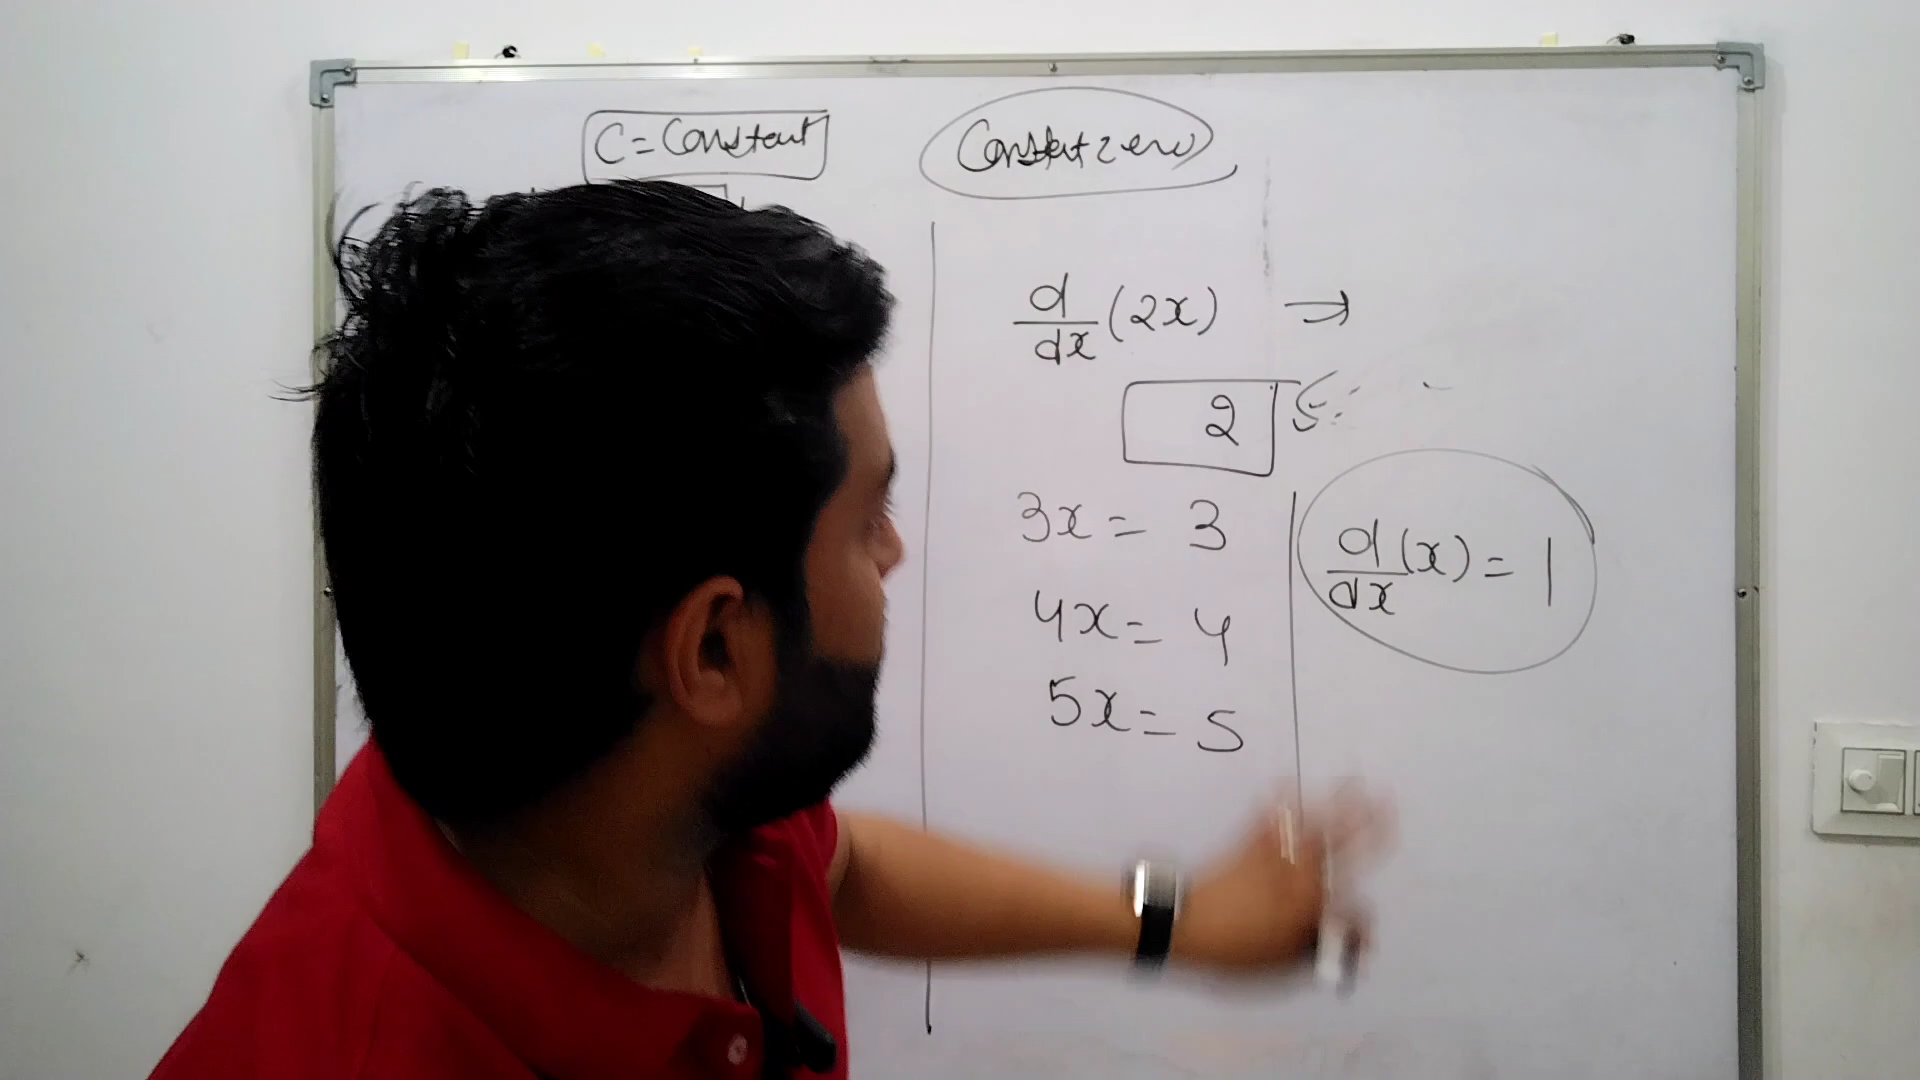 C = Constant
Constant zero
d/dx (2x) →
2
3x = 3
4x = 4
5x = 5
d/dx (x) = 1